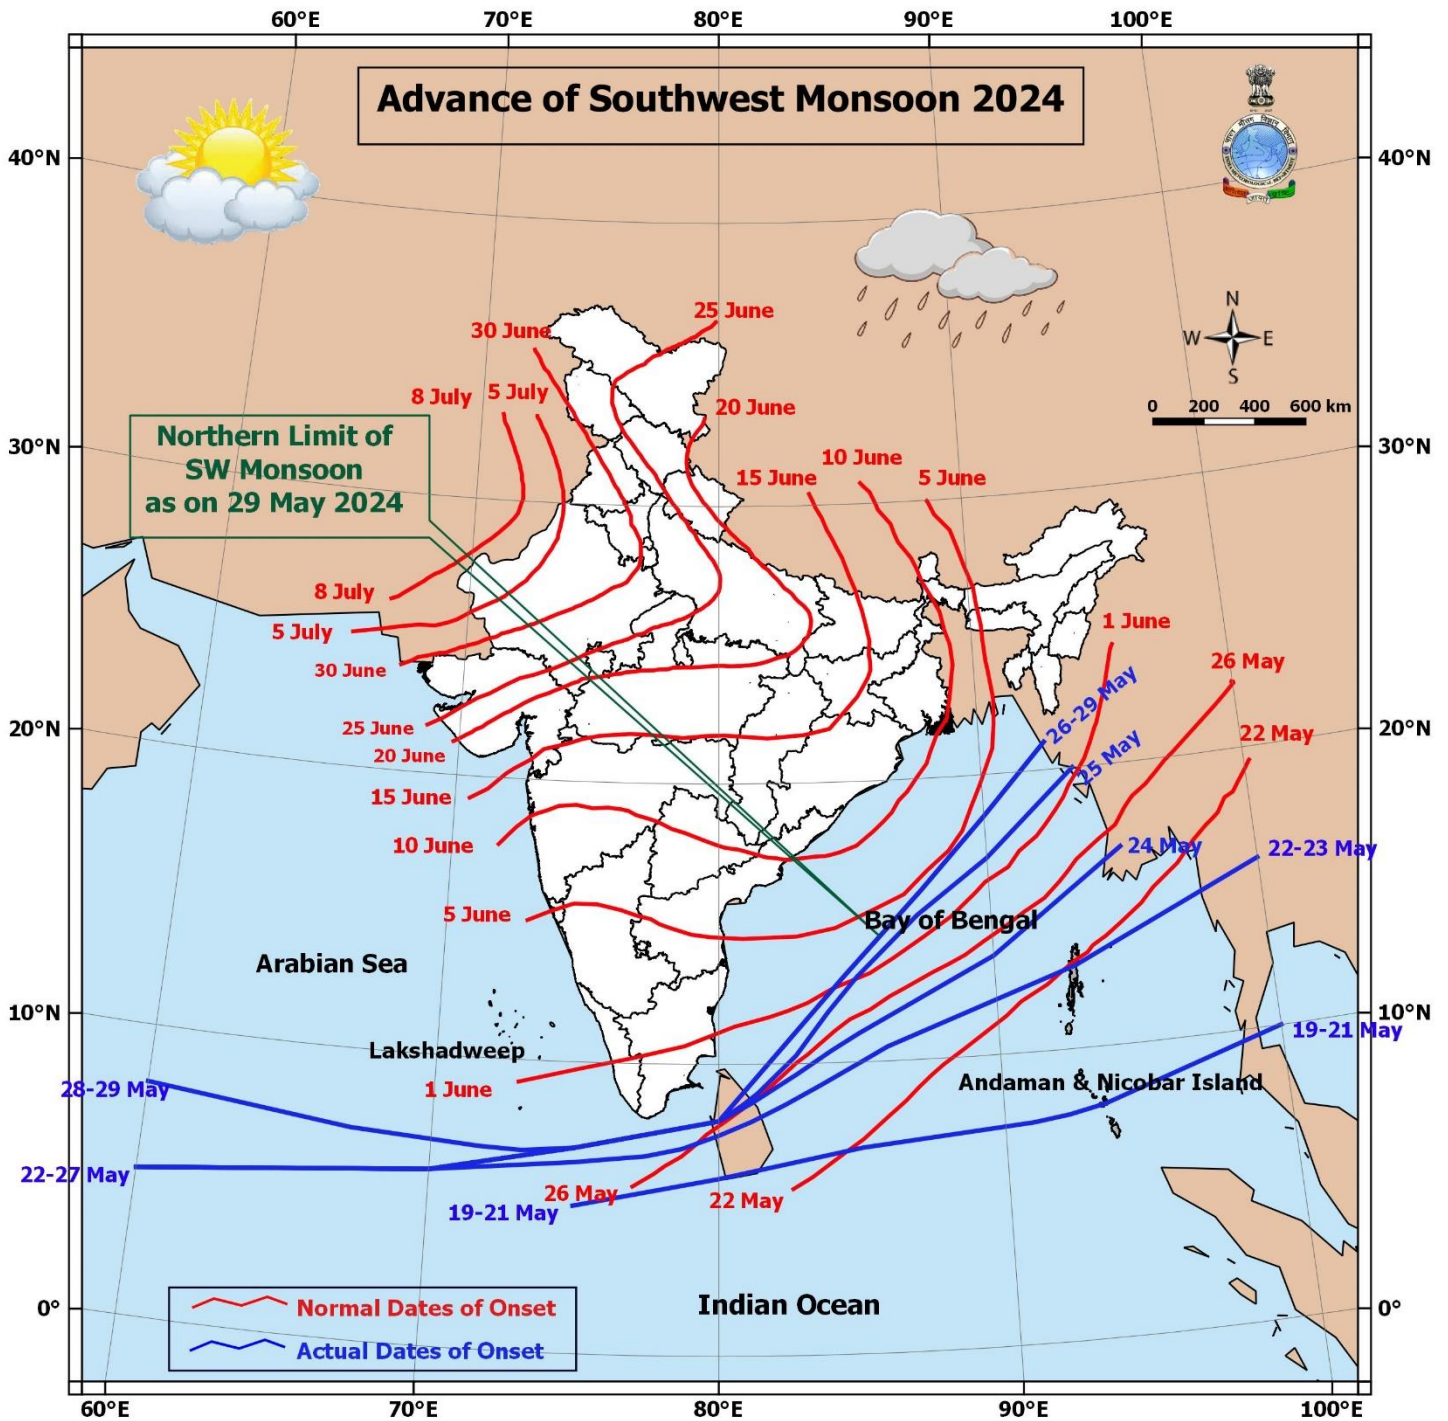 60°E 70°E 80°E 90°E 100°E
Advance of Southwest Monsoon 2024
40°N 40°N
N
W E
S
25 June
30 June
8 July 5 July
20 June
0 200 400 600 km
Northern Limit of
SW Monsoon
as on 29 May 2024
30°N 30°N
10 June
15 June 5 June
8 July
5 July
1 June
30 June
26 May
26-29 May
25 June
20°N 20°N
22 May
20 June
25 May
15 June
10 June
24 May
22-23 May
5 June
Bay of Bengal
Arabian Sea
10°N 10°N
19-21 May
Lakshadweep
1 June
Andaman & Nicobar Island
28-29 May
22-27 May
26 May
22 May
19-21 May
0° 0°
Indian Ocean
Normal Dates of Onset
Actual Dates of Onset
60°E 70°E 80°E 90°E 100°E